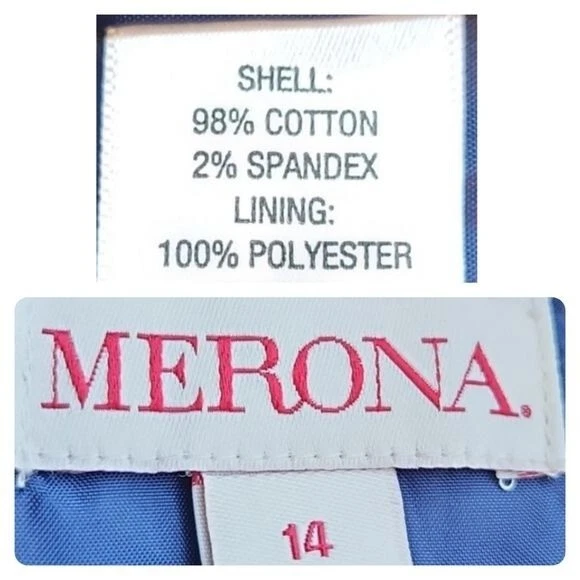 SHELL:
98% COTTON
2% SPANDEX
LINING:
100% POLYESTER
MERONA®
14